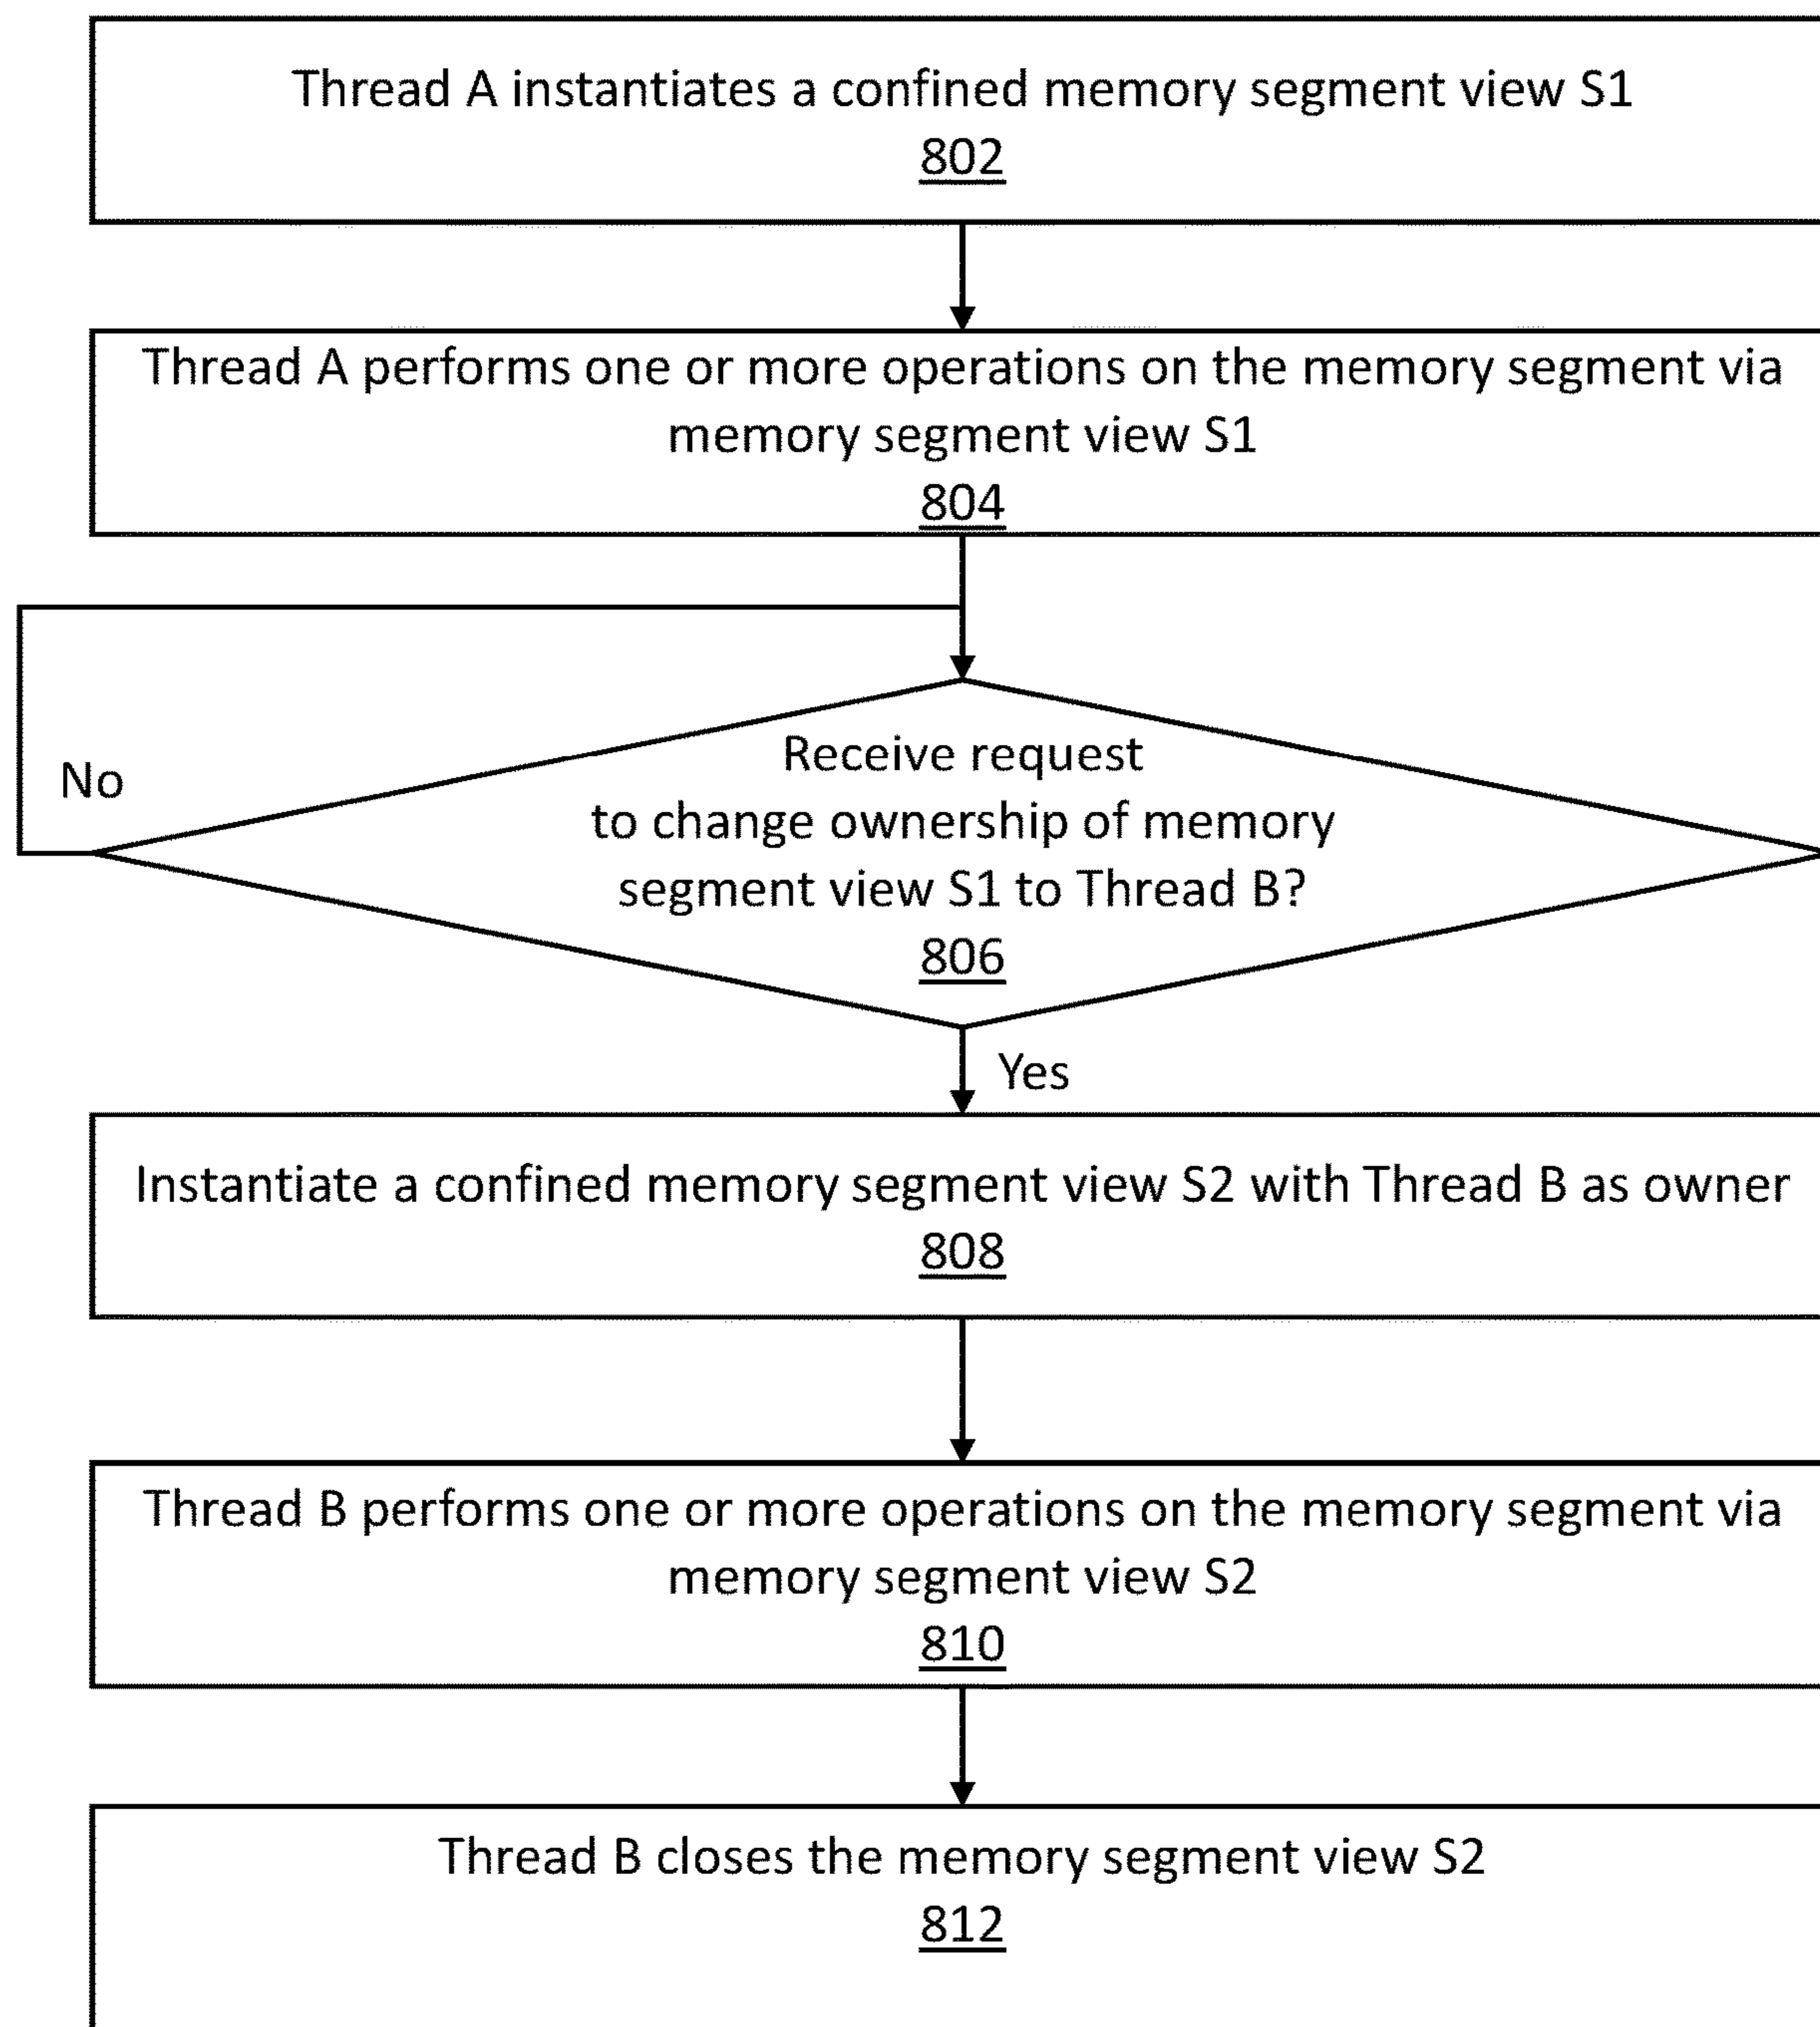 Thread A instantiates a confined memory segment view S1
802
Thread A performs one or more operations on the memory segment via
memory segment view S1
804
No
Receive request
to change ownership of memory
segment view S1 to Thread B?
806
Yes
Instantiate a confined memory segment view S2 with Thread B as owner
808
Thread B performs one or more operations on the memory segment via
memory segment view S2
810
Thread B closes the memory segment view S2
812